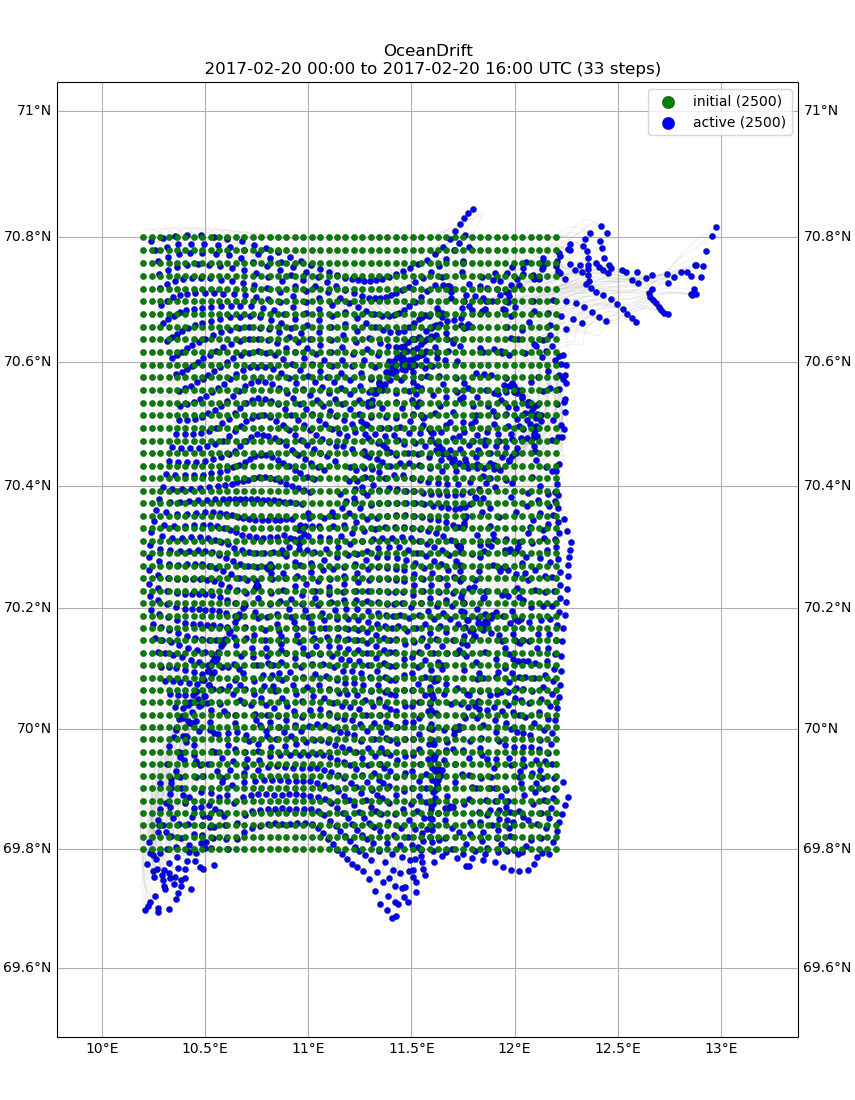 OceanDrift
2017-02-20 00:00 to 2017-02-20 16:00 UTC (33 steps)
initial (2500)
active (2500)
71°N
71°N
70.8°N
70.8°N
70.6°N
70.6°N
70.4°N
70.4°N
70.2°N
70.2°N
70°N
70°N
69.8°N
69.8°N
69.6°N
69.6°N
10°E
10.5°E
11°E
11.5°E
12°E
12.5°E
13°E